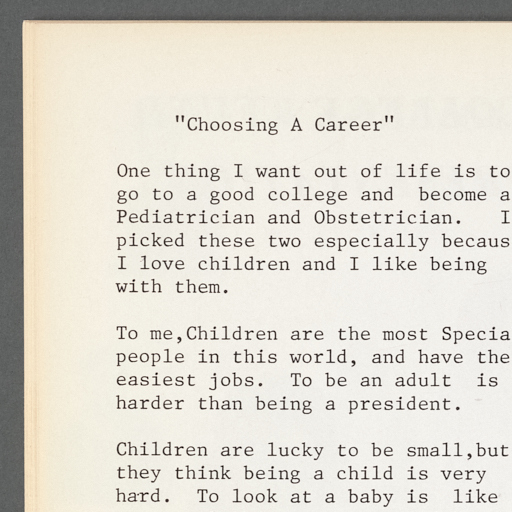 "Choosing A Career"
One thing I want out of life is to
go to a good college and  become a
Pediatrician and Obstetrician.   I
picked these two especially becaus
I love children and I like being
with them.
To me,Children are the most Specia
people in this world, and have the
easiest jobs.  To be an adult  is
harder than being a president.
Children are lucky to be small,but
they think being a child is very
hard.  To look at a baby is  like